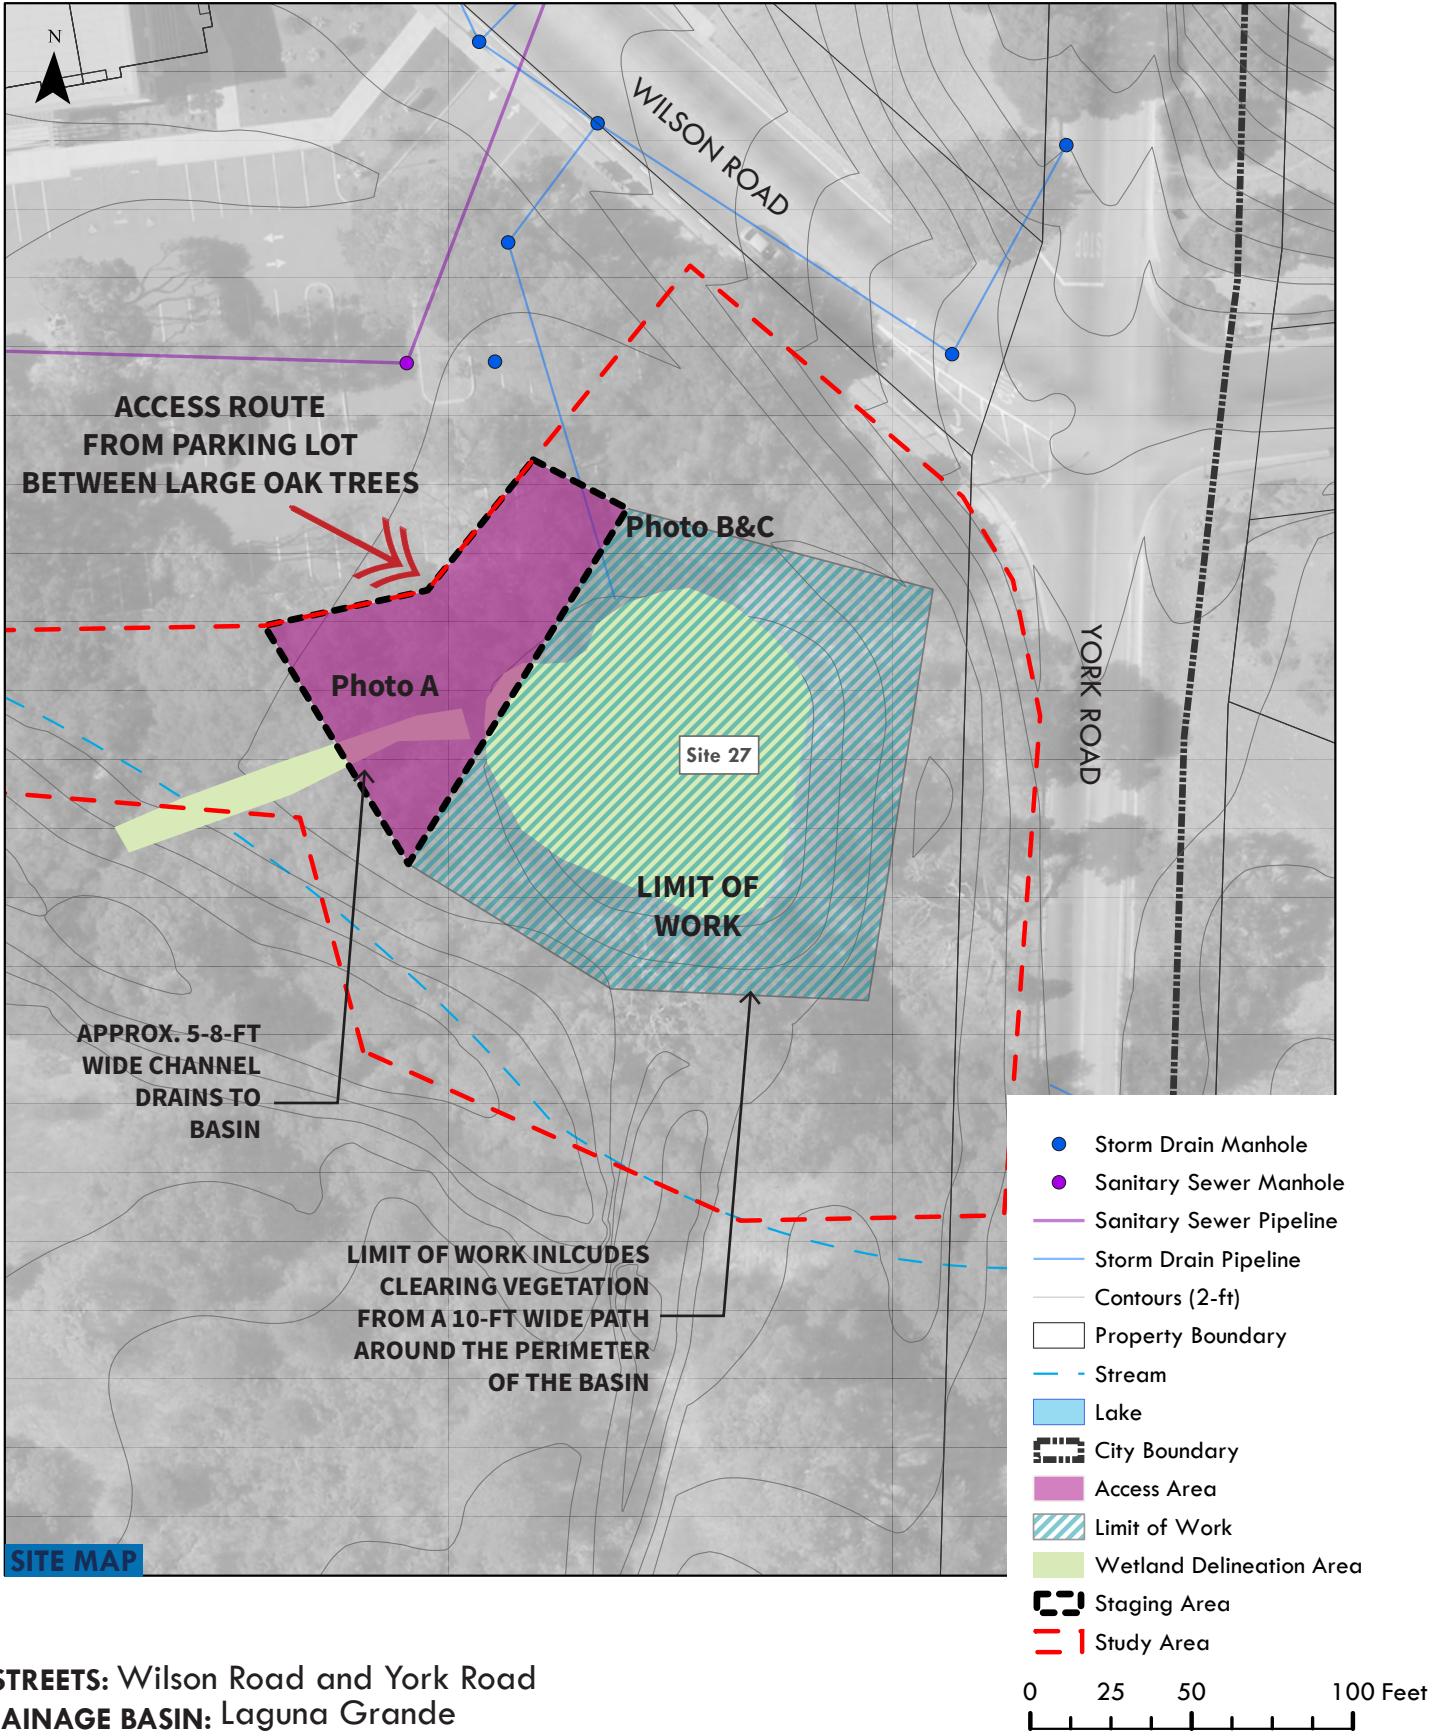 N
WILSON ROAD
ACCESS ROUTE
FROM PARKING LOT
BETWEEN LARGE OAK TREES
Photo B&C
YORK ROAD
Photo A
Site 27
LIMIT OF
WORK
APPROX. 5-8-FT
WIDE CHANNEL
DRAINS TO
BASIN
LIMIT OF WORK INLCUDES
CLEARING VEGETATION
FROM A 10-FT WIDE PATH
AROUND THE PERIMETER
OF THE BASIN
Storm Drain Manhole
Sanitary Sewer Manhole
Sanitary Sewer Pipeline
Storm Drain Pipeline
Contours (2-ft)
Property Boundary
Stream
Lake
City Boundary
Access Area
Limit of Work
Wetland Delineation Area
Staging Area
Study Area
SITE MAP
STREETS: Wilson Road and York Road
AINAGE BASIN: Laguna Grande
0 25 50 100 Feet